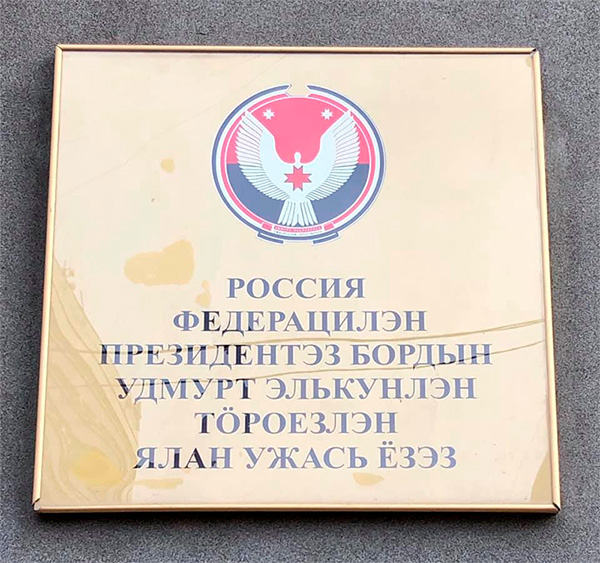 РОССИЯ
ФЕДЕРАЦИЛЭН
ПРЕЗИДЕНТЭЗ БОРДЫН
УДМУРТ ЭЛЬКУНЛЭН
ТӦРОЕЗЛЭН
ЯЛАН УЖАСЬ ЁЗЭЗ